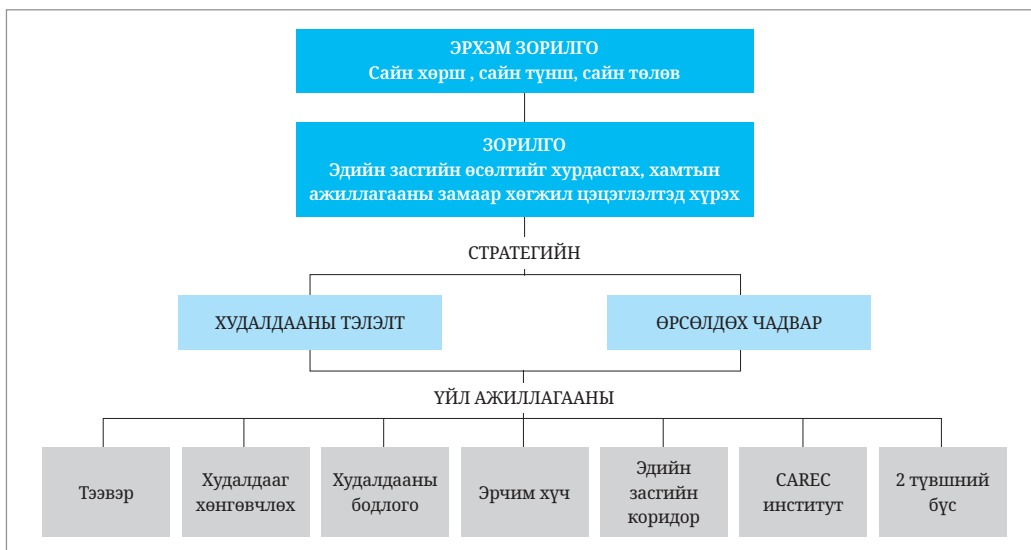 ЭРХЭМ ЗОРИЛГО
Сайн хөрш , сайн түнш, сайн төлөв
ЗОРИЛГО
Эдийн засгийн өсөлтийг хурдасгах, хамтын
ажиллагааны замаар хөгжил цэцэглэлтэд хүрэх
СТРАТЕГИЙН
ХУДАЛДААНЫ ТЭЛЭЛТ
ӨРСӨЛДӨХ ЧАДВАР
ҮЙЛ АЖИЛЛАГААНЫ
Тээвэр
Худалдааг
хөнгөвчлөх
Худалдааны
бодлого
Эрчим хүч
Эдийн
засгийн
коридор
CAREC
институт
2 түвшний
бүс